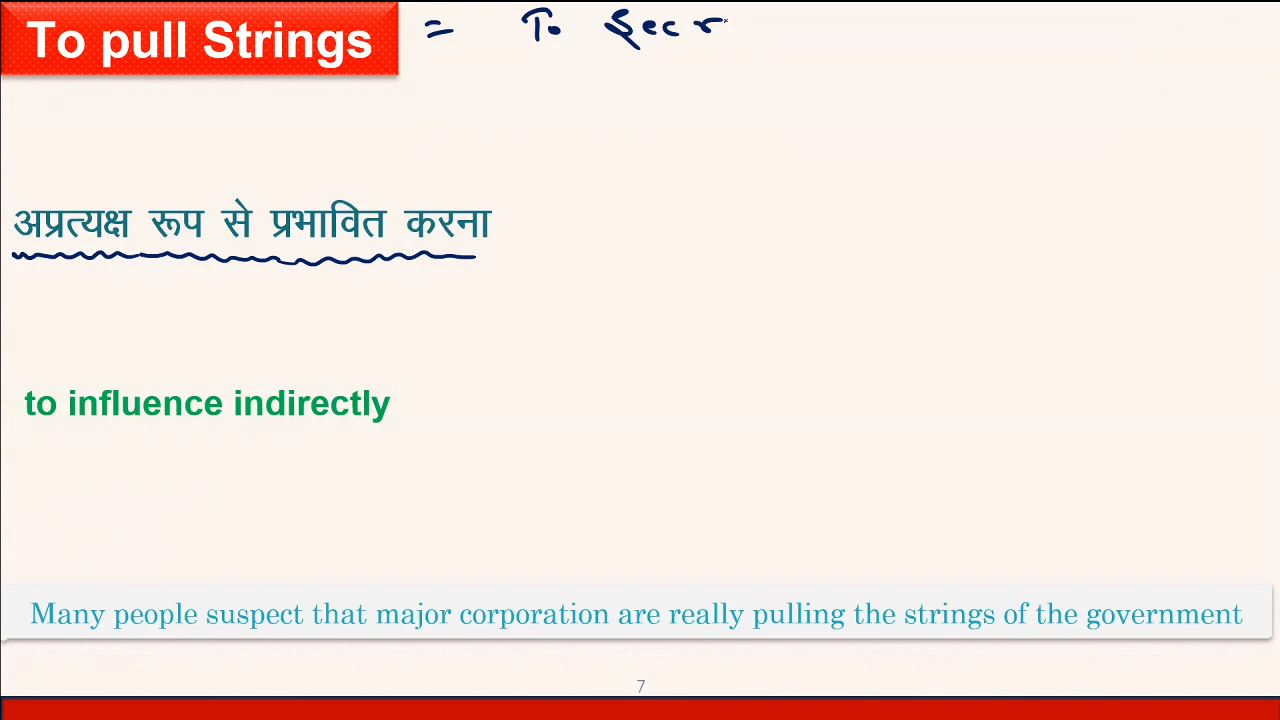 To pull Strings = To Secr
अप्रत्यक्ष रूप से प्रभावित करना
to influence indirectly
Many people suspect that major corporation are really pulling the strings of the government
7